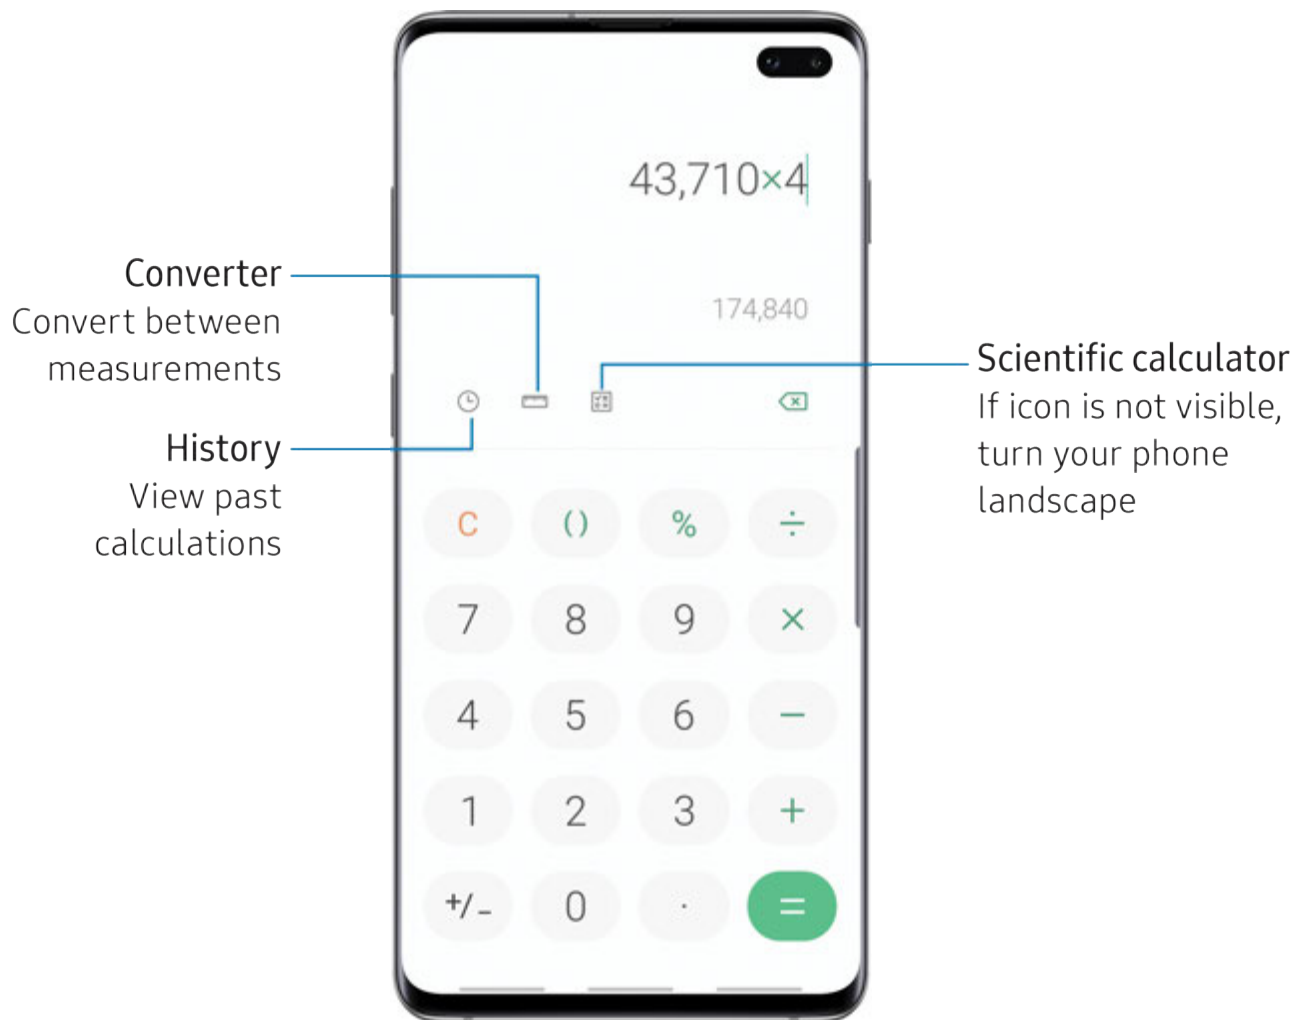 43,710×4
174,840
Converter
Convert between
measurements
History
View past
calculations
Scientific calculator
If icon is not visible,
turn your phone
landscape
C () % ÷
7 8 9 ×
4 5 6 −
1 2 3 +
+/− 0 . =